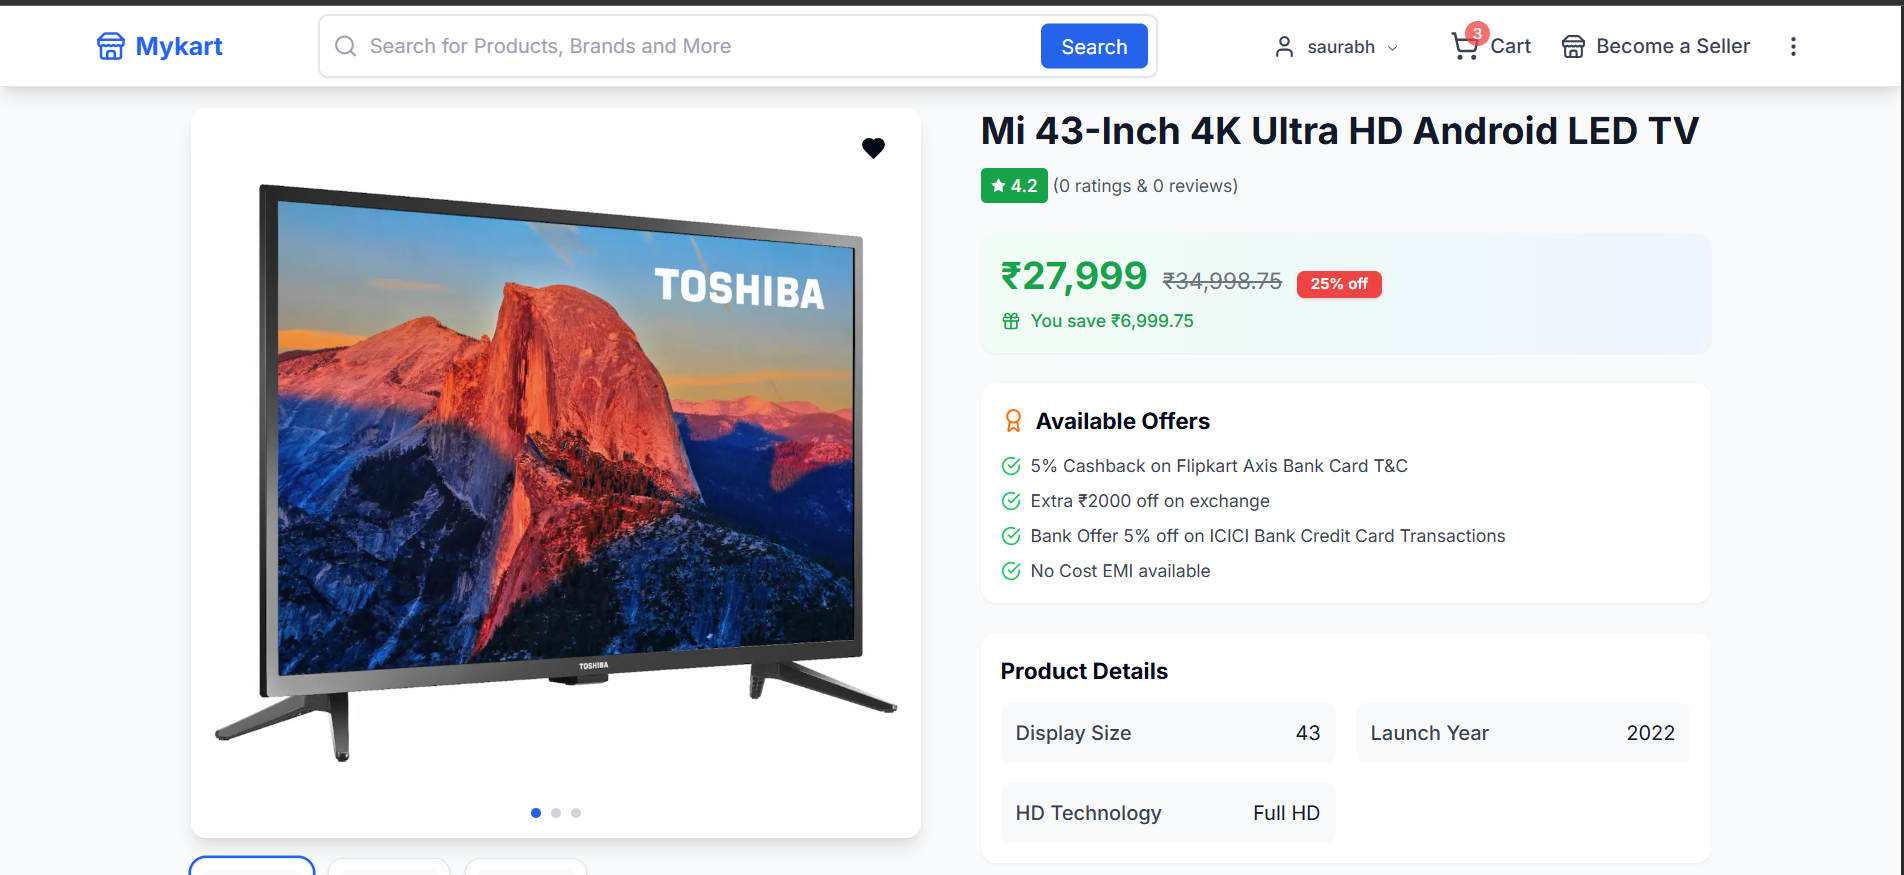 Mykart
Search for Products, Brands and More
Search
saurabh
3
Cart
Become a Seller
TOSHIBA
TOSHIBA
Mi 43-Inch 4K Ultra HD Android LED TV
4.2 (0 ratings & 0 reviews)
₹27,999 ₹34,998.75 25% off
You save ₹6,999.75
Available Offers
5% Cashback on Flipkart Axis Bank Card T&C
Extra ₹2000 off on exchange
Bank Offer 5% off on ICICI Bank Credit Card Transactions
No Cost EMI available
Product Details
Display Size 43
Launch Year 2022
HD Technology Full HD